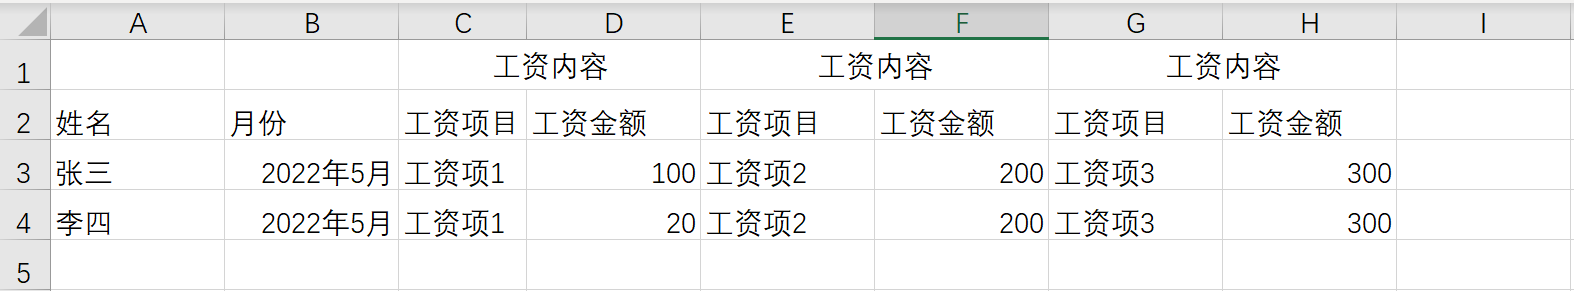 A B C D E F G H I
1 工资内容 工资内容 工资内容
2 姓名 月份 工资项目 工资金额 工资项目 工资金额 工资项目 工资金额
3 张三 2022年5月 工资项1 100 工资项2 200 工资项3 300
4 李四 2022年5月 工资项1 20 工资项2 200 工资项3 300
5